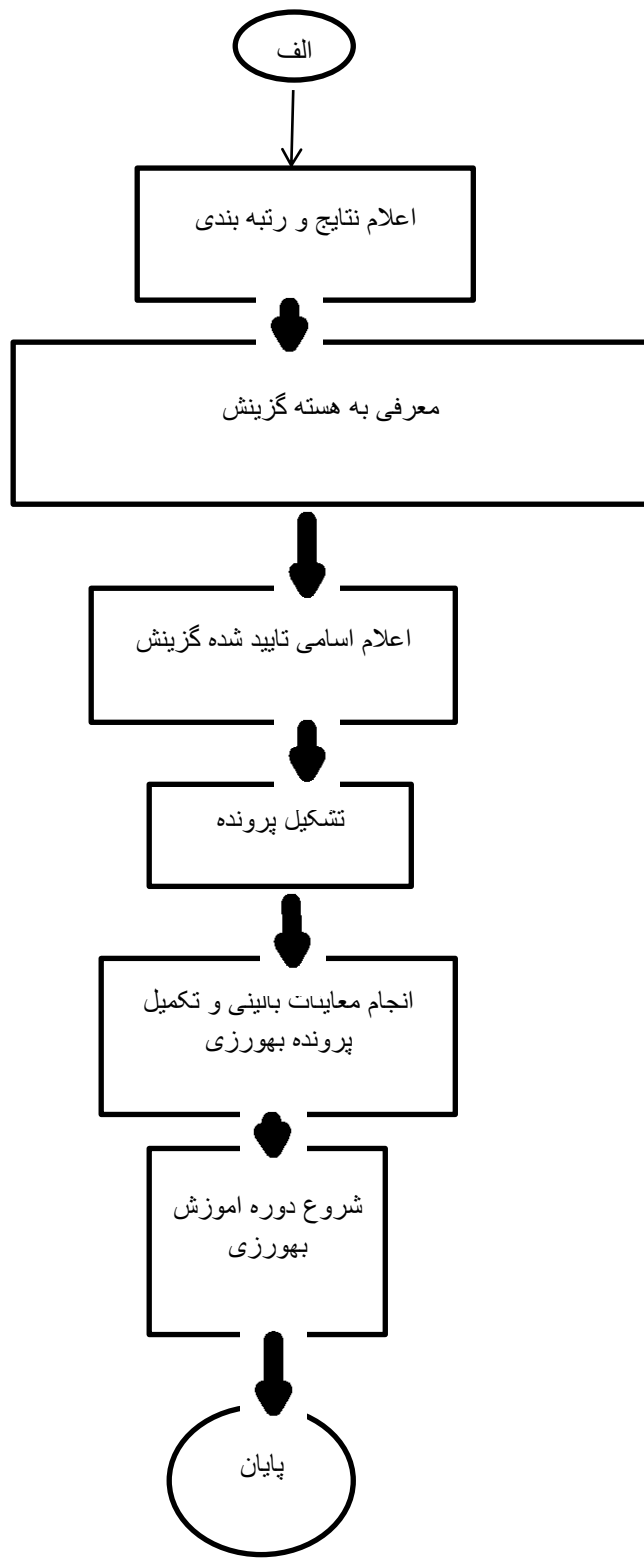 الف
اعلام نتایج و رتبه بندی
معرفی به هسته گزینش
اعلام اسامی تایید شده گزینش
تشکیل پرونده
انجام معاینات بالینی و تکمیل
پرونده بهورزی
شروع دوره اموزش
بهورزی
پایان